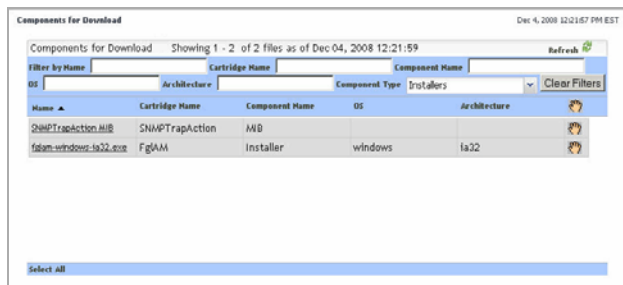 Components for Download Dec 4, 2008 12:21:57 PM EST
Components for Download Showing 1 - 2 of 2 files as of Dec 04, 2008 12:21:59 Refresh
Filter by Name Cartridge Name Component Name
OS Architecture Component Type Installers Clear Filters
Name ▲ Cartridge Name Component Name OS Architecture
SNMPTrapAction MIB SNMPTrapAction MIB
fglam-windows-ia32.exe FglAM Installer windows ia32
Select All